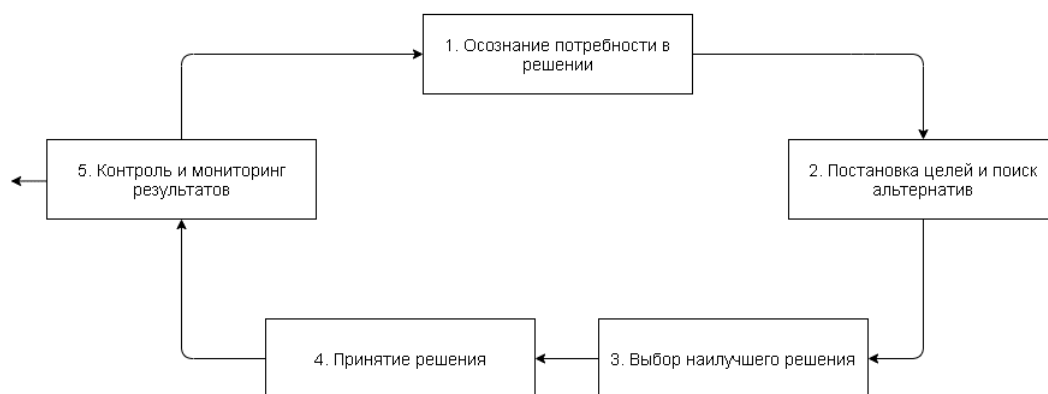 1. Осознание потребности в
решении
2. Постановка целей и поиск
альтернатив
3. Выбор наилучшего решения
4. Принятие решения
5. Контроль и мониторинг
результатов